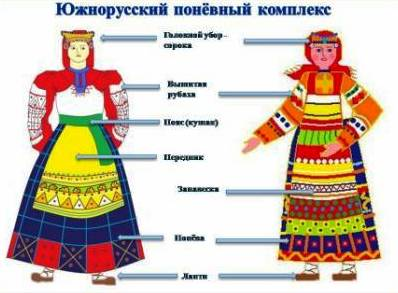 Южнорусский понёвный комплекс
Головной убор -
сорока
Вышитая
рубаха
Пояс (кушак)
Передник
Занавеска
Понёва
Лапти